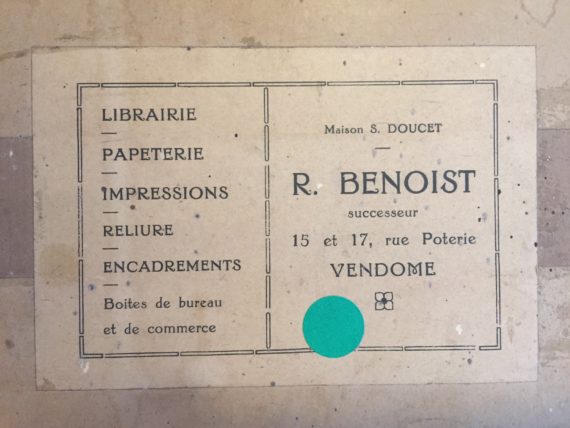 LIBRAIRIE
PAPETERIE
IMPRESSIONS
RELIURE
ENCADREMENTS
Boites de bureau
et de commerce
Maison S. DOUCET
R. BENOIST
successeur
15 et 17, rue Poterie
VENDOME